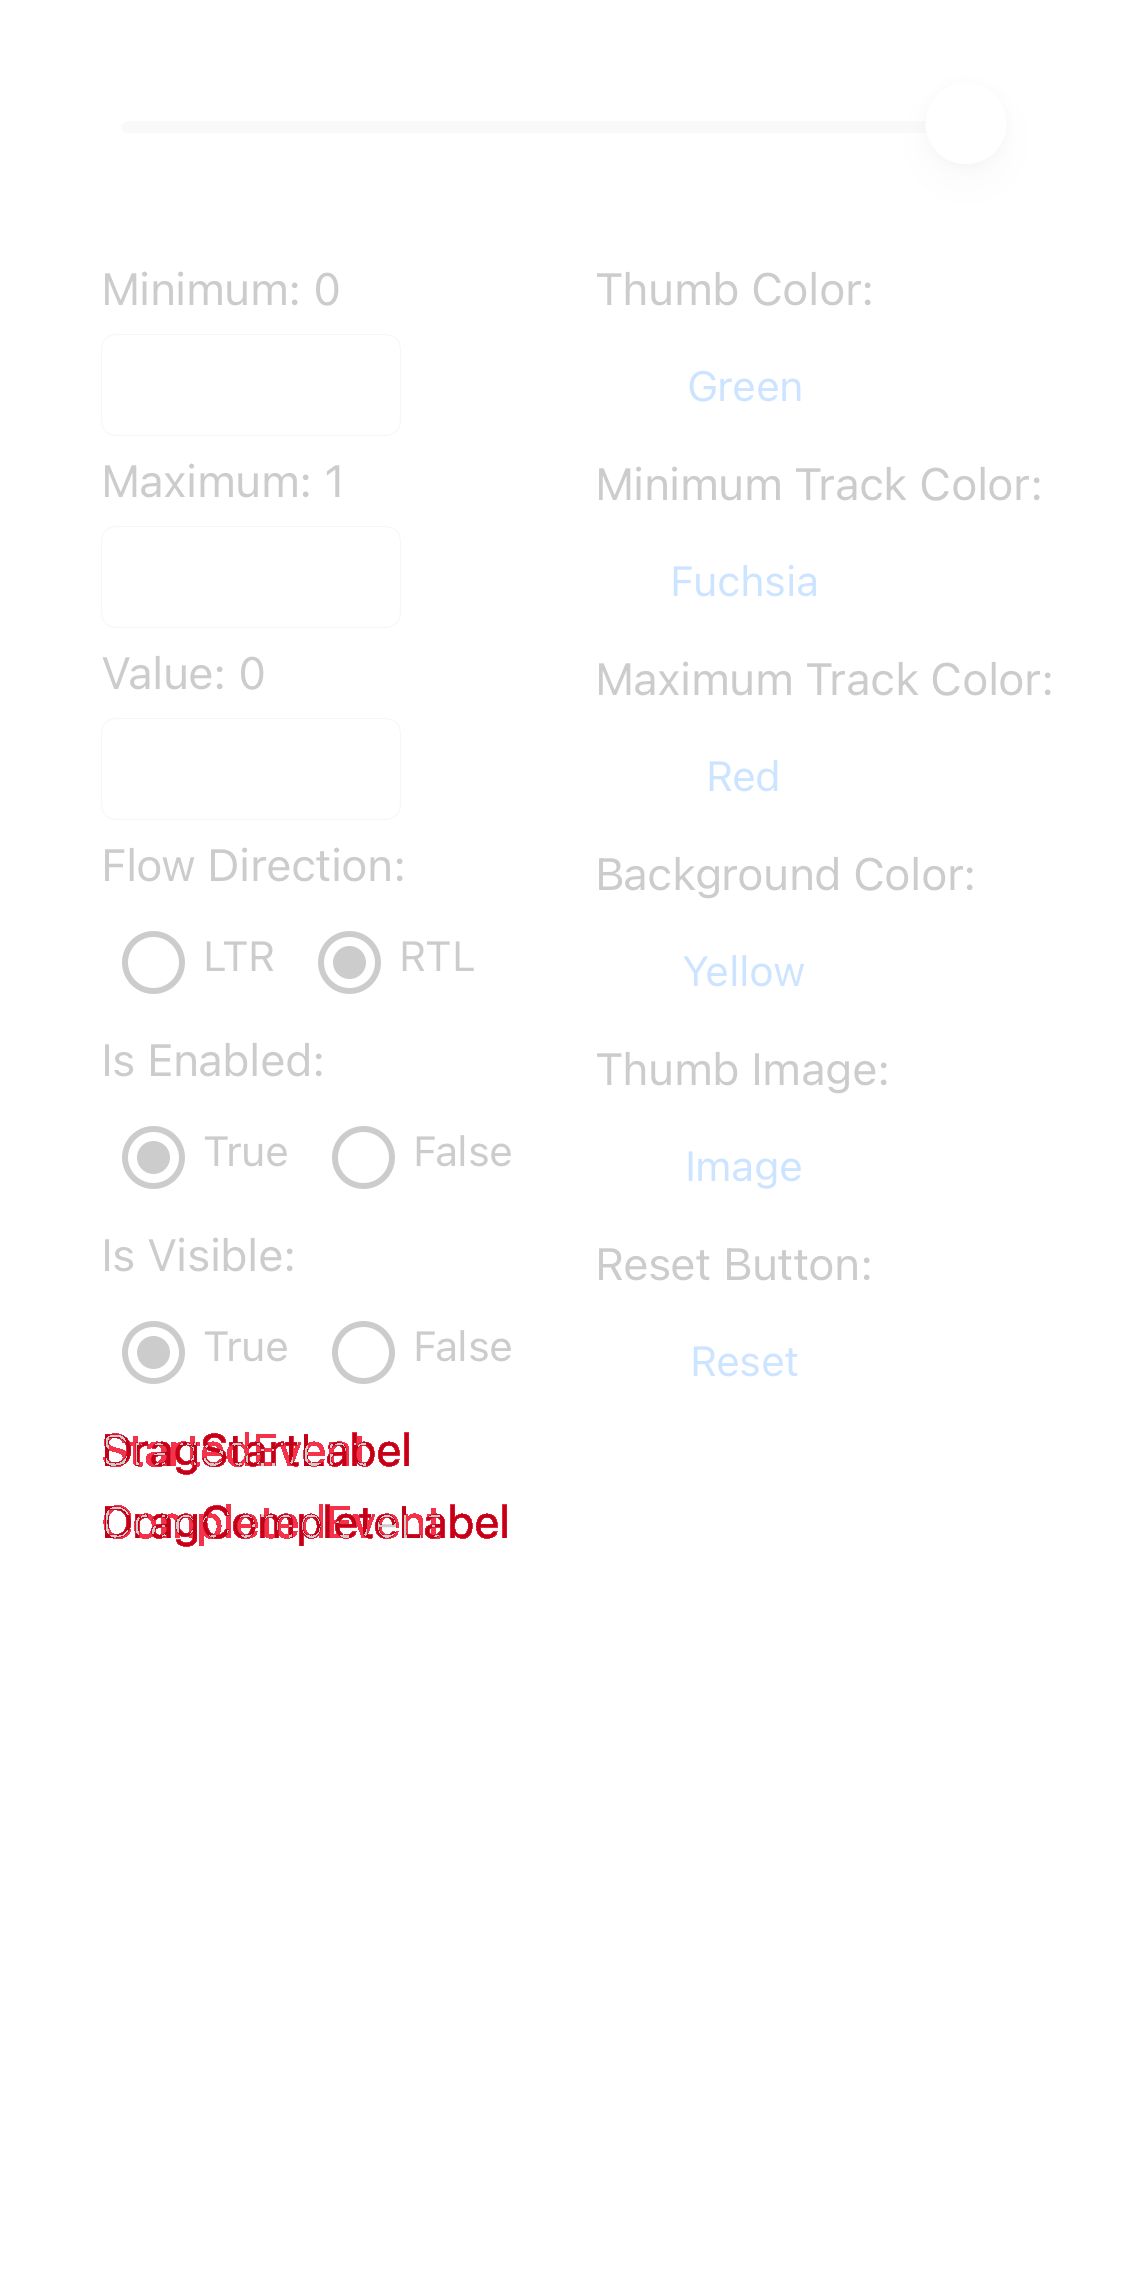 Minimum: 0
Maximum: 1
Value: 0
Flow Direction:
LTR RTL
Is Enabled:
True False
Is Visible:
True False
DragStartLabel
DragCompleteLabel
Thumb Color:
Green
Minimum Track Color:
Fuchsia
Maximum Track Color:
Red
Background Color:
Yellow
Thumb Image:
Image
Reset Button:
Reset